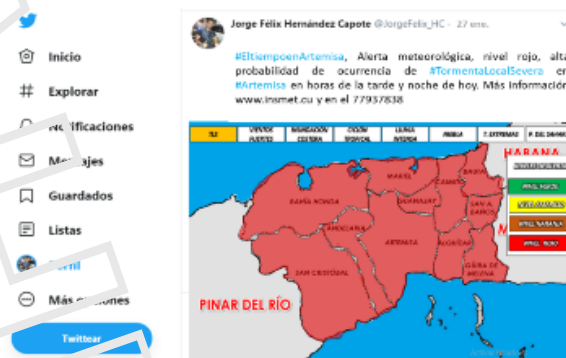 Inicio
Explorar
Notificaciones
Mensajes
Guardados
Listas
Perfil
Más opciones
Twittear
Jorge Félix Hernández Capote @JorgeFelix_HC · 27 ene.
#EltiempoenArtemisa, Alerta meteorológica, nivel rojo, alta
probabilidad de ocurrencia de #TormentaLocalSevera en
#Artemisa en horas de la tarde y noche de hoy. Más información
www.insmet.cu y en el 77937838
TLS
VIENTOS FUERTES
INUNDACIÓN COSTERA
CICLÓN TROPICAL
LLUVIA INTENSA
NIEBLA
T. EXTREMAS
HABANA
MARIEL
BAUTA
CAIMITO
BAHÍA HONDA
GUANAJAY
SAN A. BAÑOS
CANDELARIA
ARTEMISA
ALQUÍZAR
GÜIRA DE MELENA
SAN CRISTÓBAL
PINAR DEL RÍO
NIVEL VERDE
NIVEL AMARILLO
NIVEL NARANJA
NIVEL ROJO